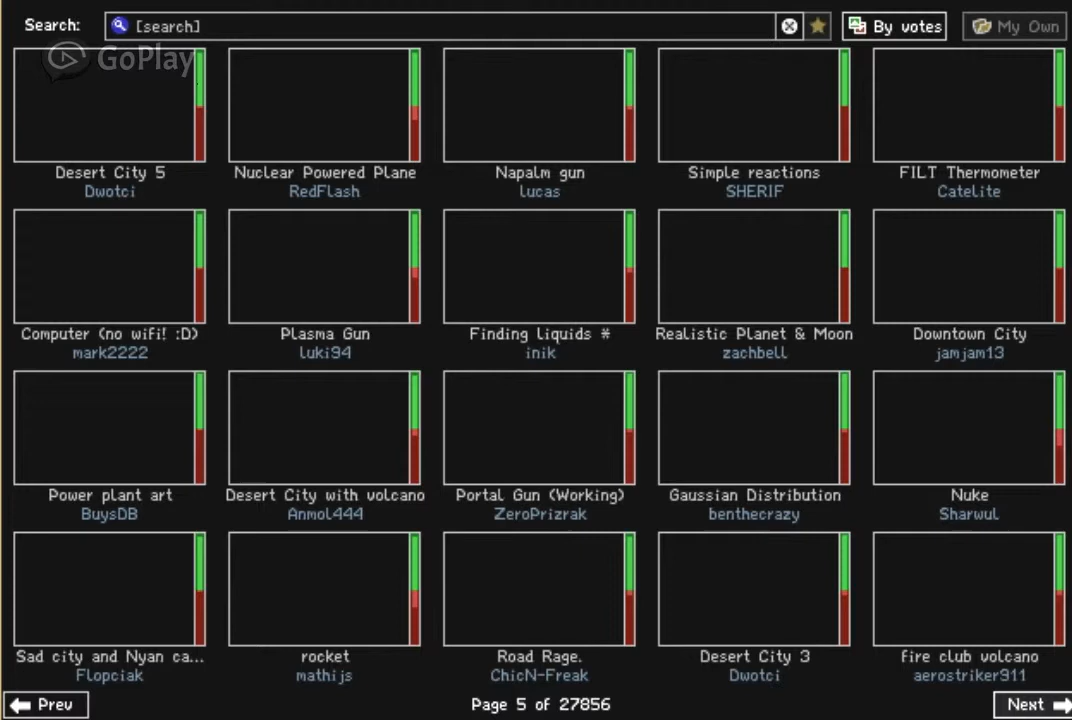 Search: [search] By votes My Own
GoPlay
Desert City 5 Nuclear Powered Plane Napalm gun Simple reactions FILT Thermometer
Dwotci RedFlash lucas SHERIF Catelite
Computer (no wifi! :D) Plasma Gun Finding liquids # Realistic Planet & Moon Downtown City
mark2222 luki94 inik zachbell jamjam13
Power plant art Desert City with volcano Portal Gun (Working) Gaussian Distribution Nuke
BuysDB Anmol444 ZeroPrizrak benthecrazy Sharwul
Sad city and Nyan ca... rocket Road Rage. Desert City 3 fire club volcano
Flopciak mathijs ChicN-Freak Dwotci aerostriker911
Prev Page 5 of 27856 Next